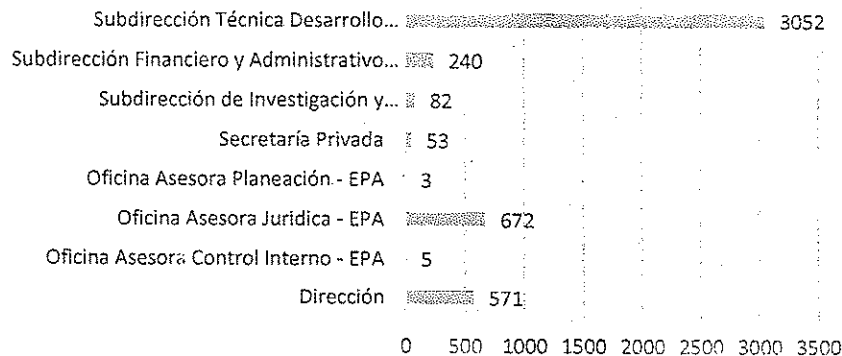 Subdirección Técnica Desarrollo... 3052
Subdirección Financiero y Administrativo... 240
Subdirección de Investigación y... 82
Secretaría Privada 53
Oficina Asesora Planeación - EPA 3
Oficina Asesora Juridica - EPA 672
Oficina Asesora Control Interno - EPA 5
Dirección 571
0 500 1000 1500 2000 2500 3000 3500